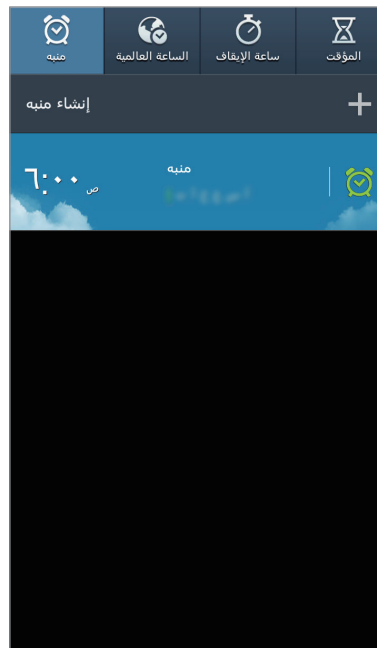 منبه
الساعة العالمية
ساعة الإيقاف
المؤقت
إنشاء منبه
منبه
٦:٠٠ ص